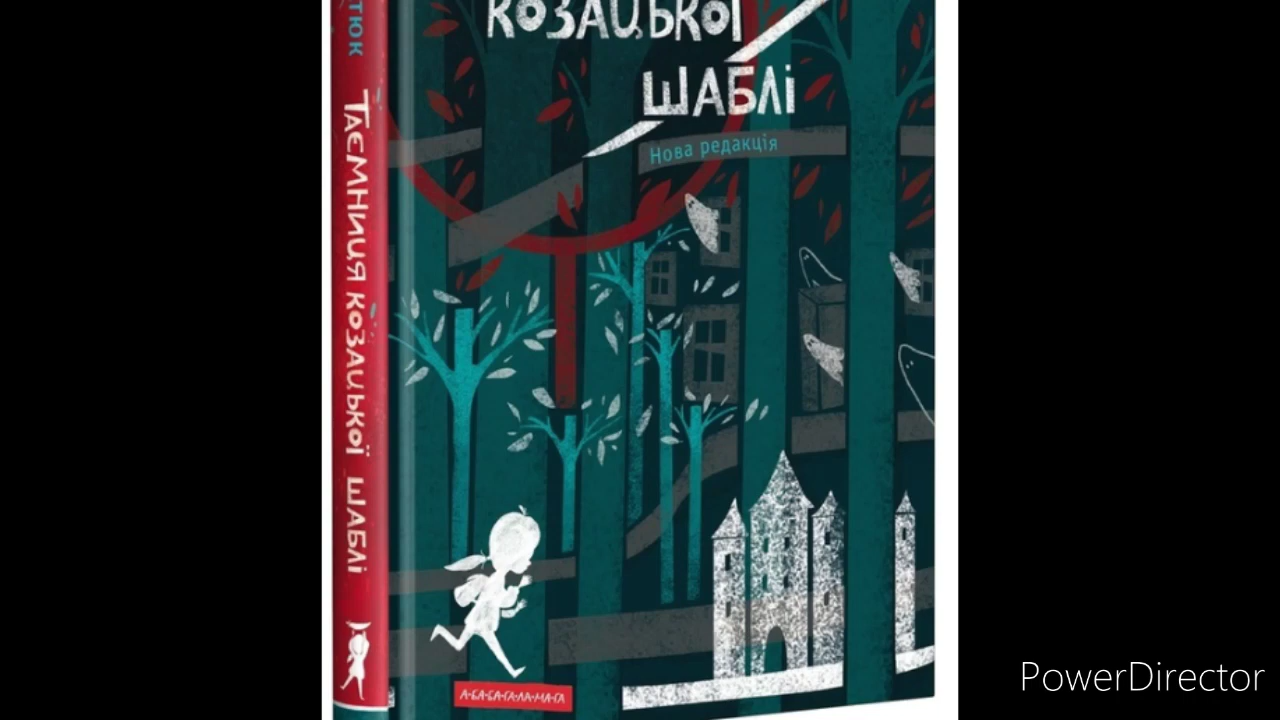 тюк
Таємниця козацької шаблі
козацької
шаблі
Нова редакція
А-БА-БА-ГА-ЛА-МА-ГА
PowerDirector